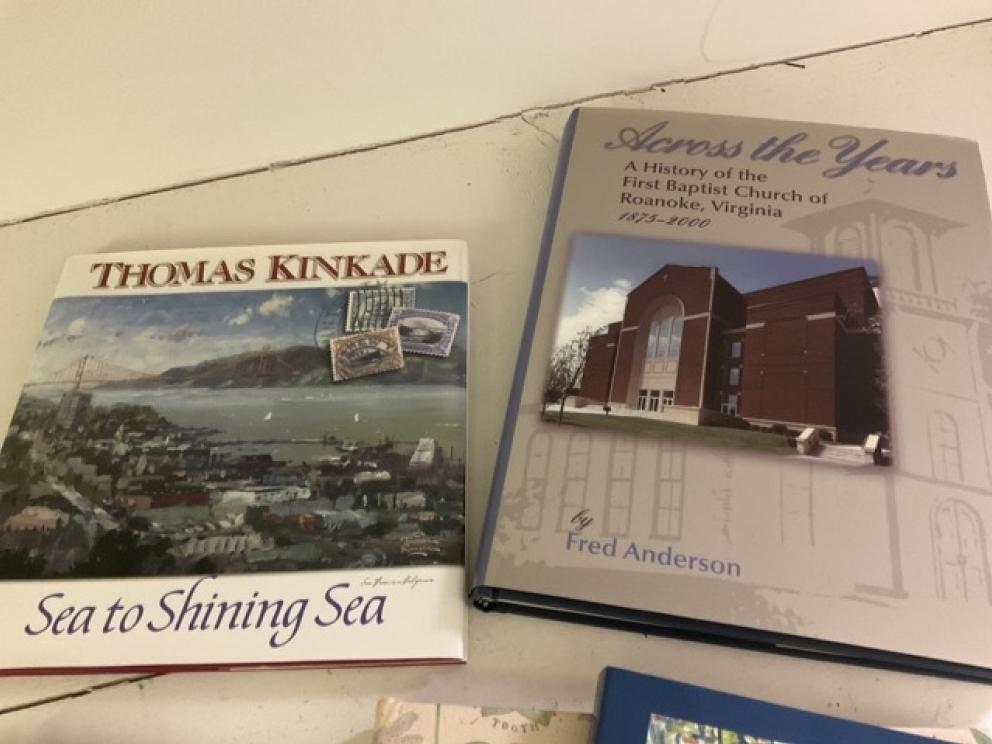 THOMAS KINKADE
Sea to Shining Sea
Across the Years
A History of the
First Baptist Church of
Roanoke, Virginia
1875-2000
by
Fred Anderson
TOOTH